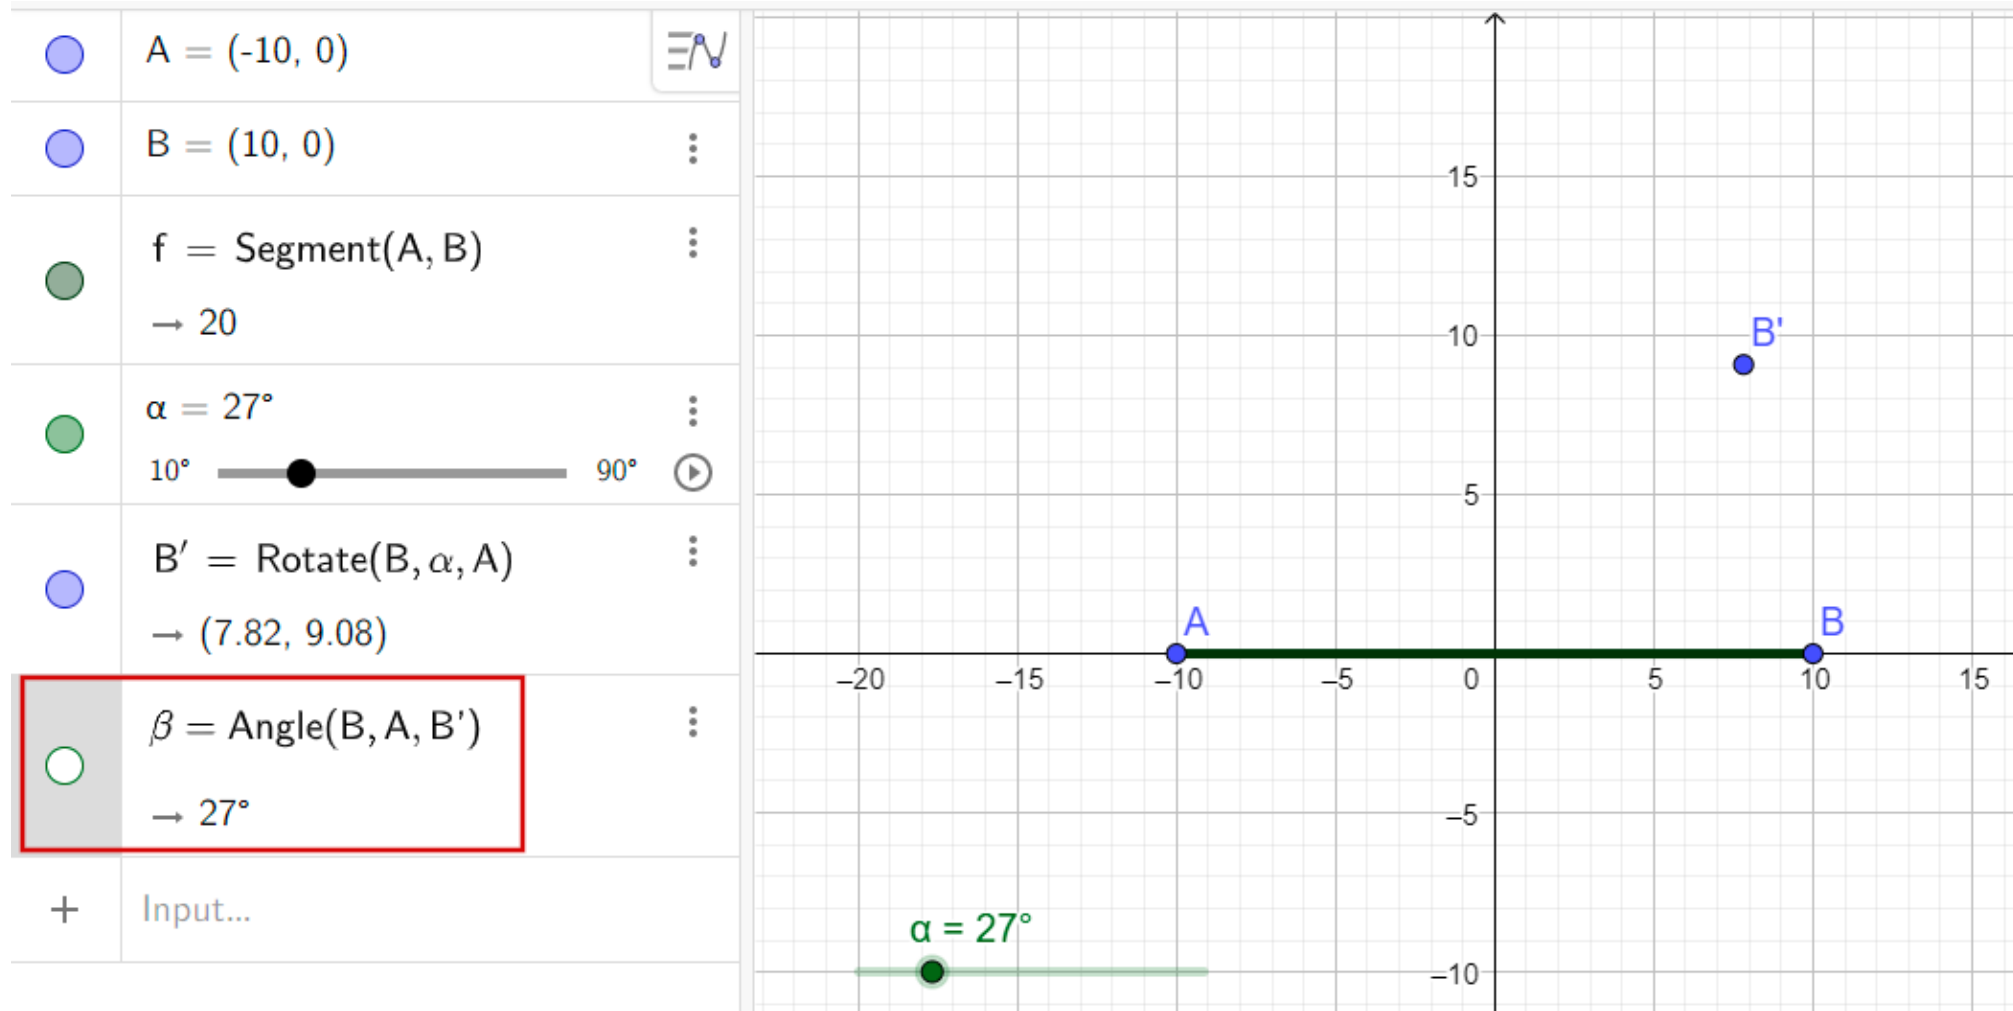 A = (-10, 0)
B = (10, 0)
f = Segment(A, B)
→ 20
α = 27°
10° 90°
B′ = Rotate(B, α, A)
→ (7.82, 9.08)
β = Angle(B, A, B’)
→ 27°
+ Input...
15
10
B'
5
A
B
–20 –15 –10 –5 0 5 10 15
–5
α = 27°
–10